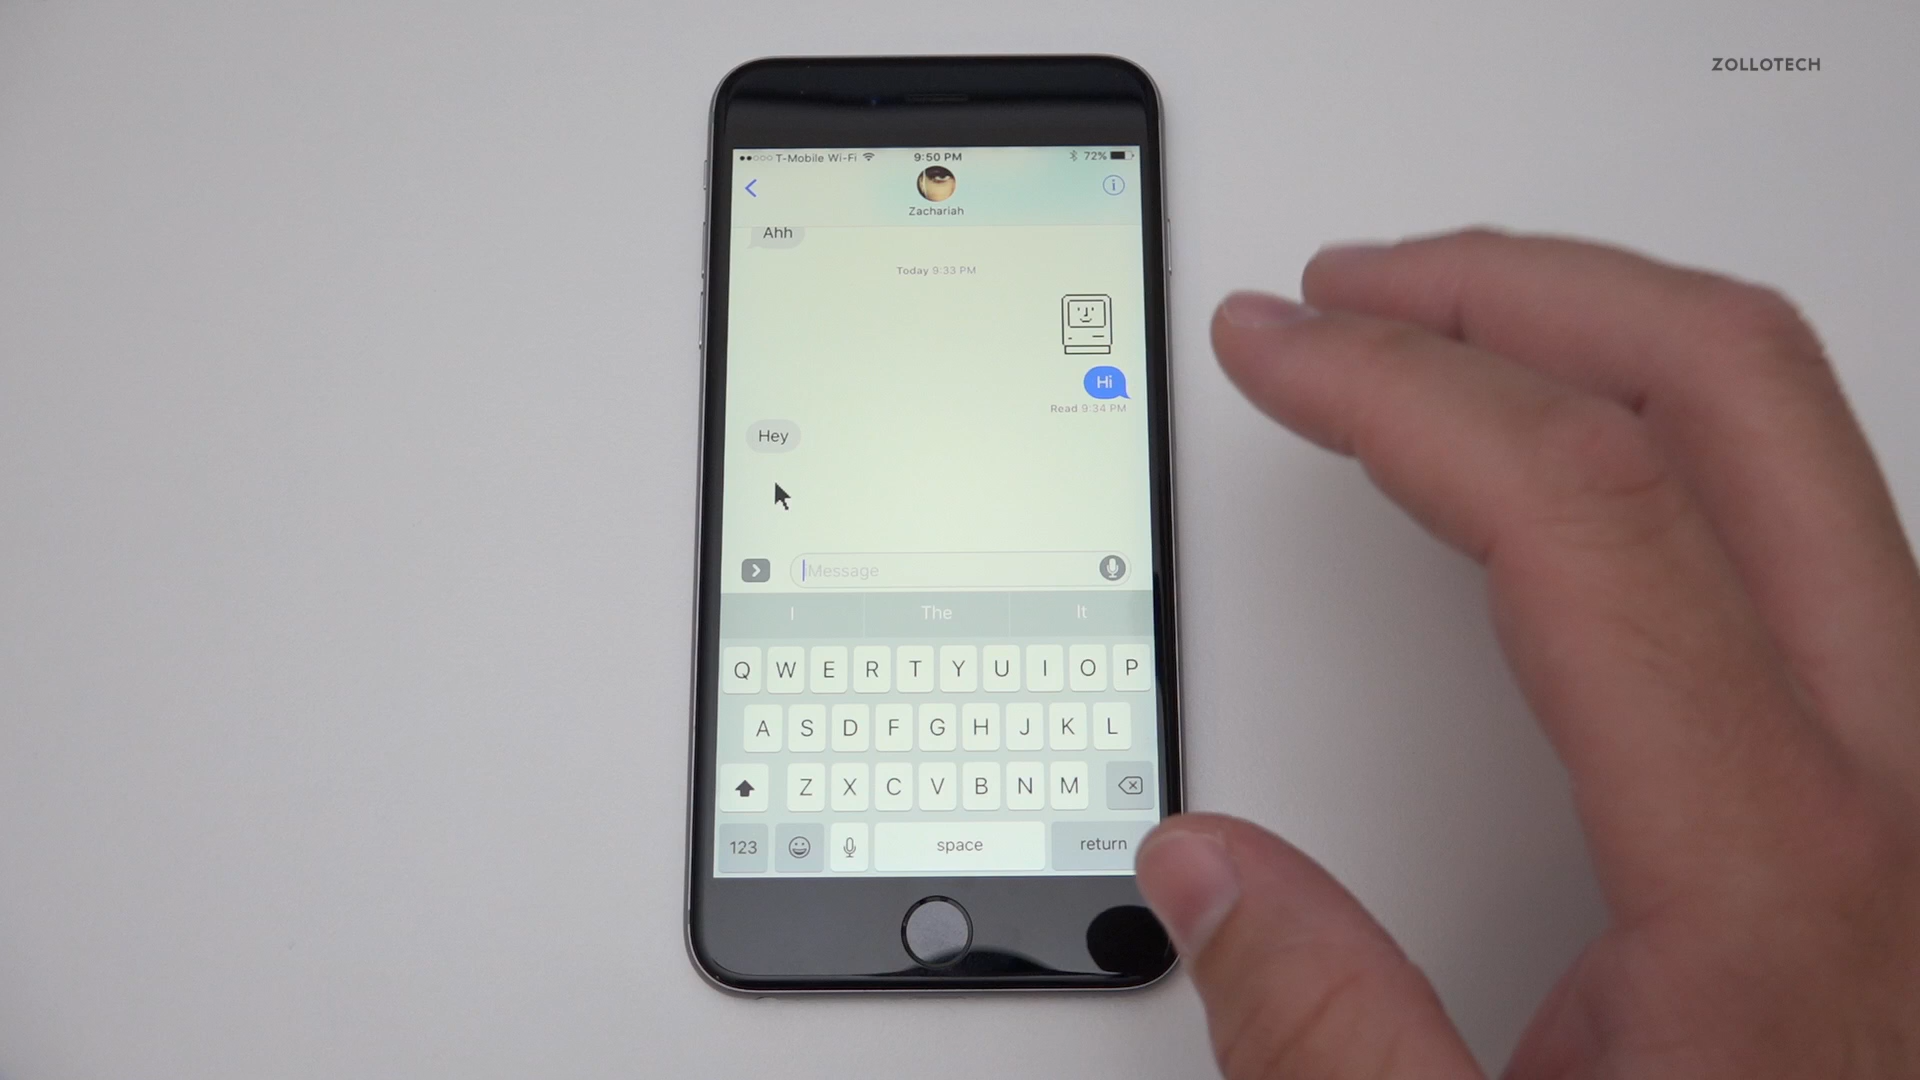 ZOLLOTECH
T-Mobile Wi-Fi 9:50 PM 72%
Zachariah
Ahh
Today 9:33 PM
Hi
Read 9:34 PM
Hey
iMessage
I The It
Q W E R T Y U I O P
A S D F G H J K L
Z X C V B N M
123 space return